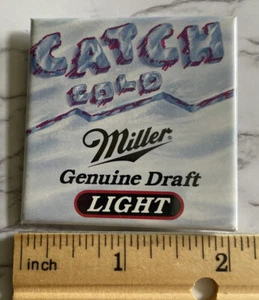 CATCH
COLD
Miller®
Genuine Draft
LIGHT
inch 1 2